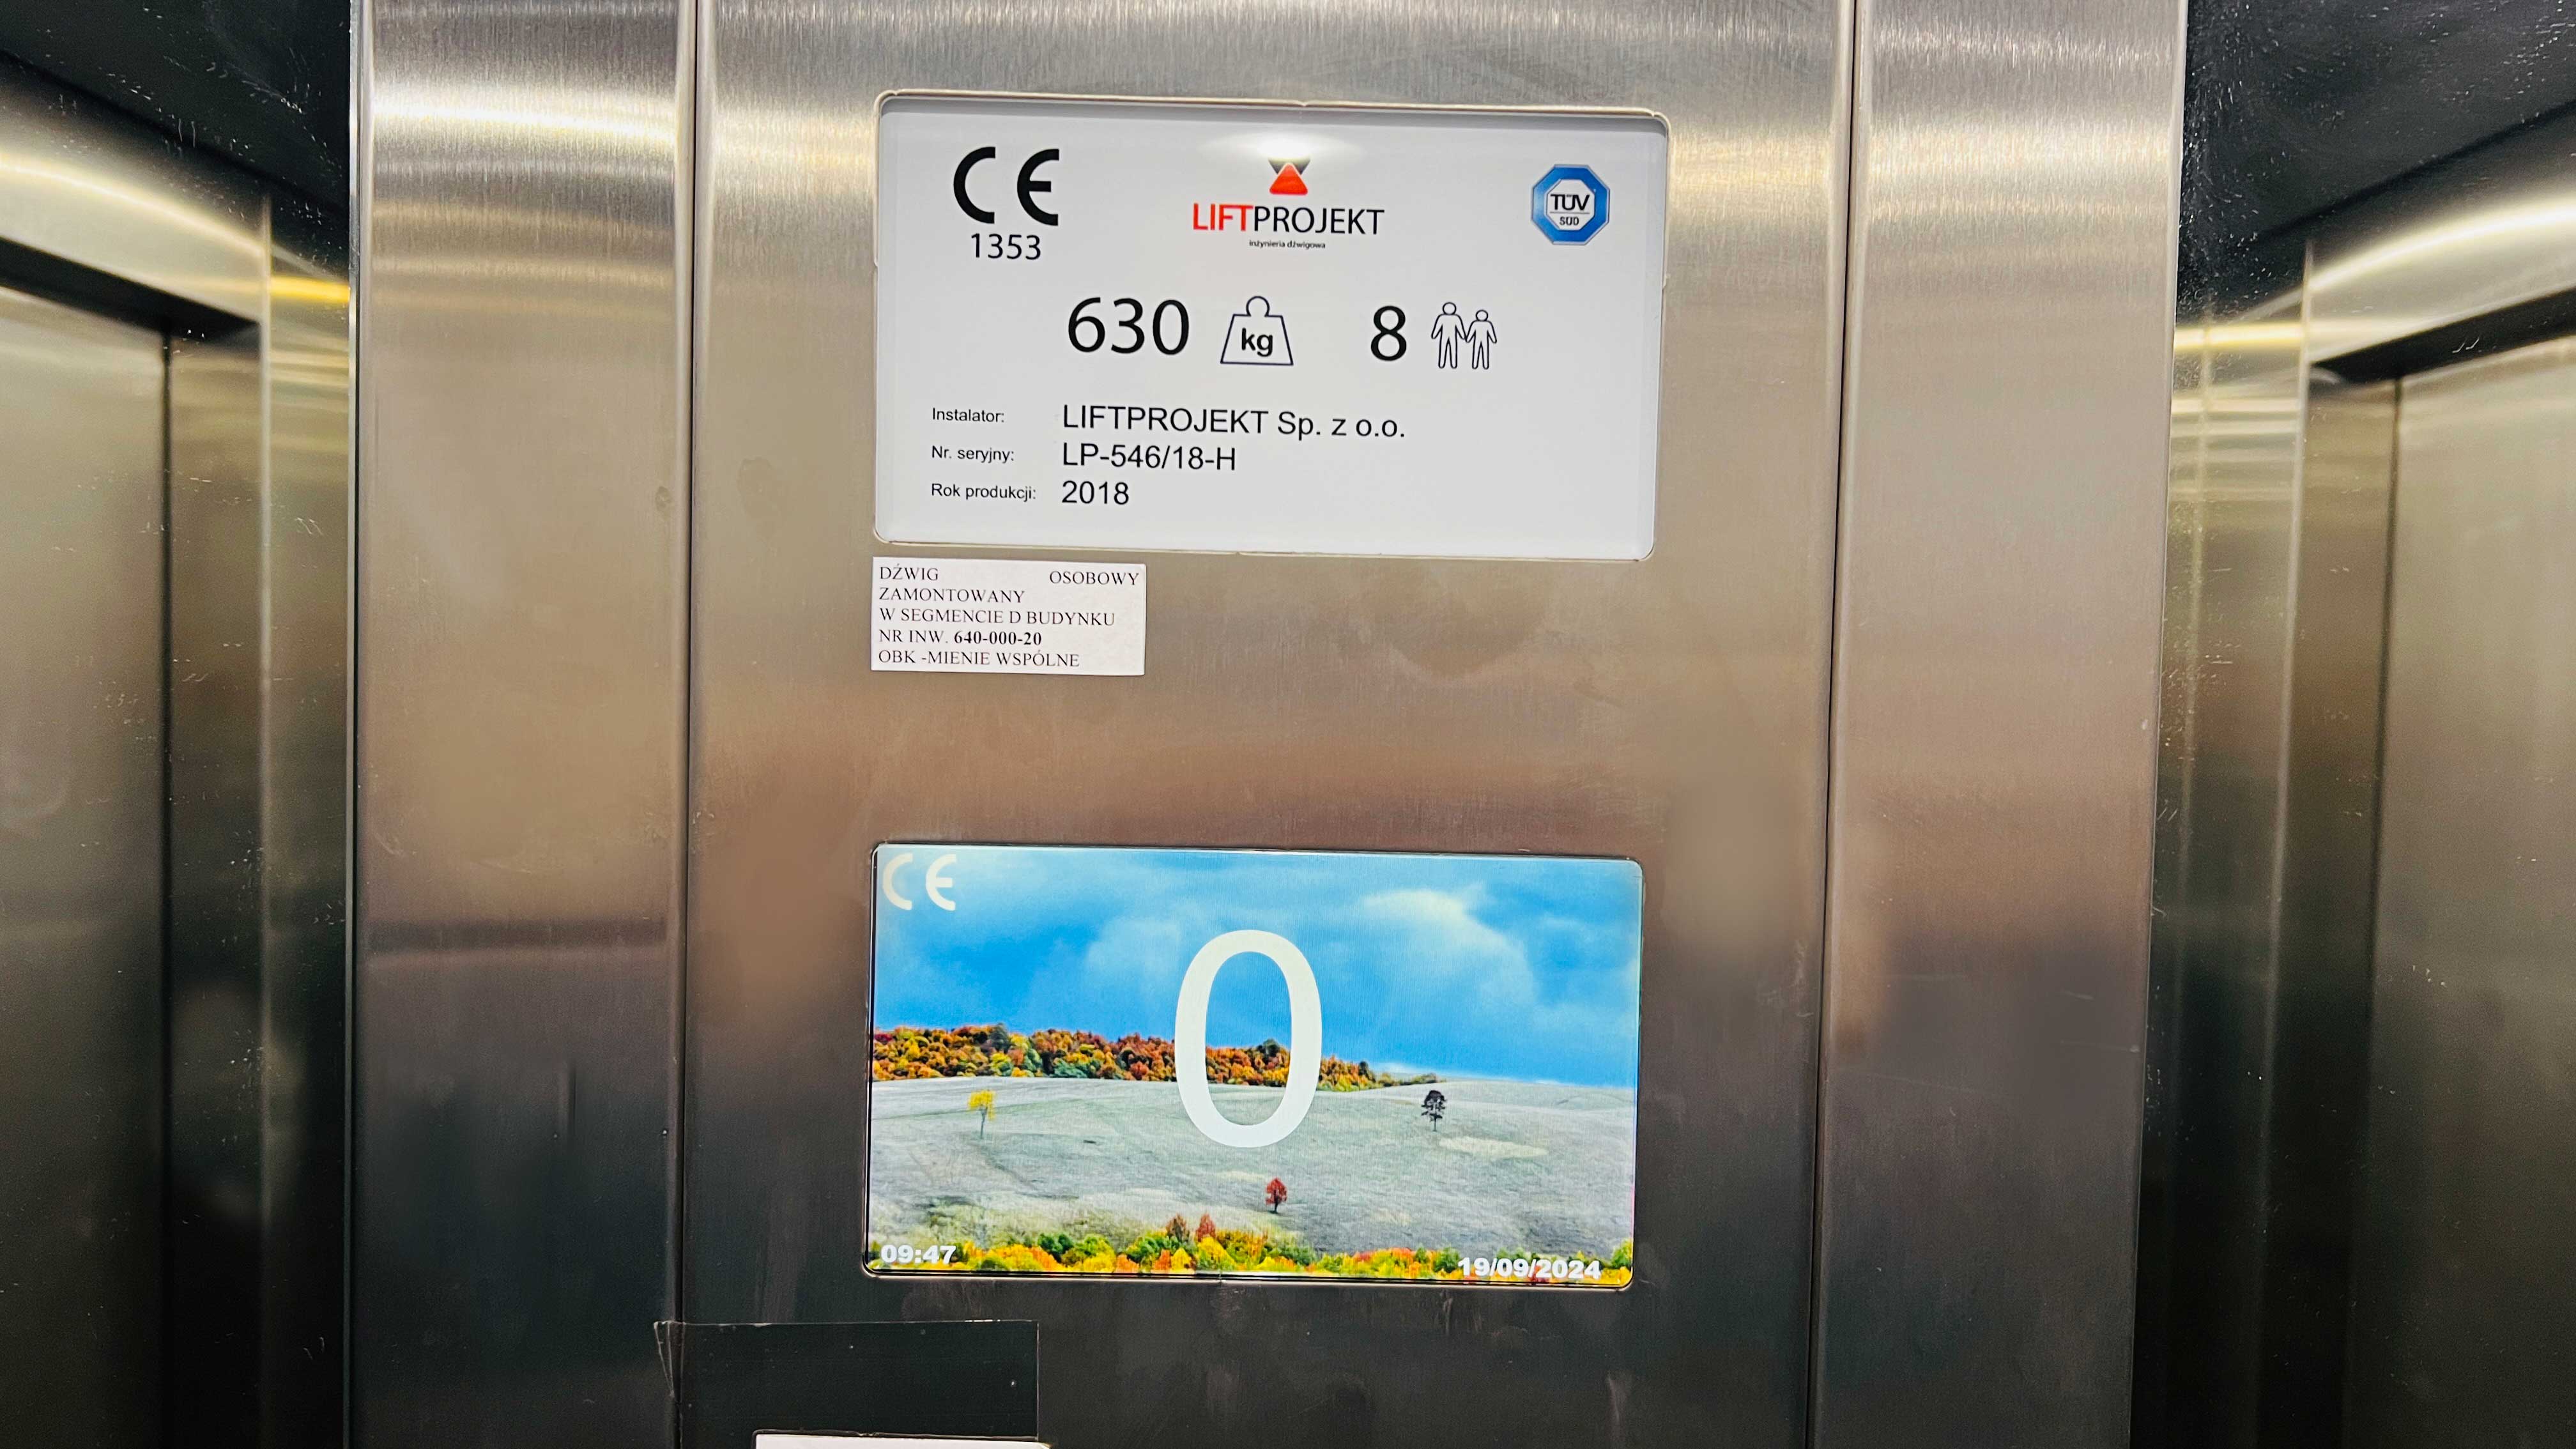 CE
1353
LIFTPROJEKT
inżynieria dźwigowa
TÜV
SÜD
630 kg 8
Instalator: LIFTPROJEKT Sp. z o.o.
Nr. seryjny: LP-546/18-H
Rok produkcji: 2018
DŹWIG OSOBOWY
ZAMONTOWANY
W SEGMENCIE D BUDYNKU
NR INW. 640-000-20
OBK -MIENIE WSPÓLNE
CE
0
09:47 19/09/2024